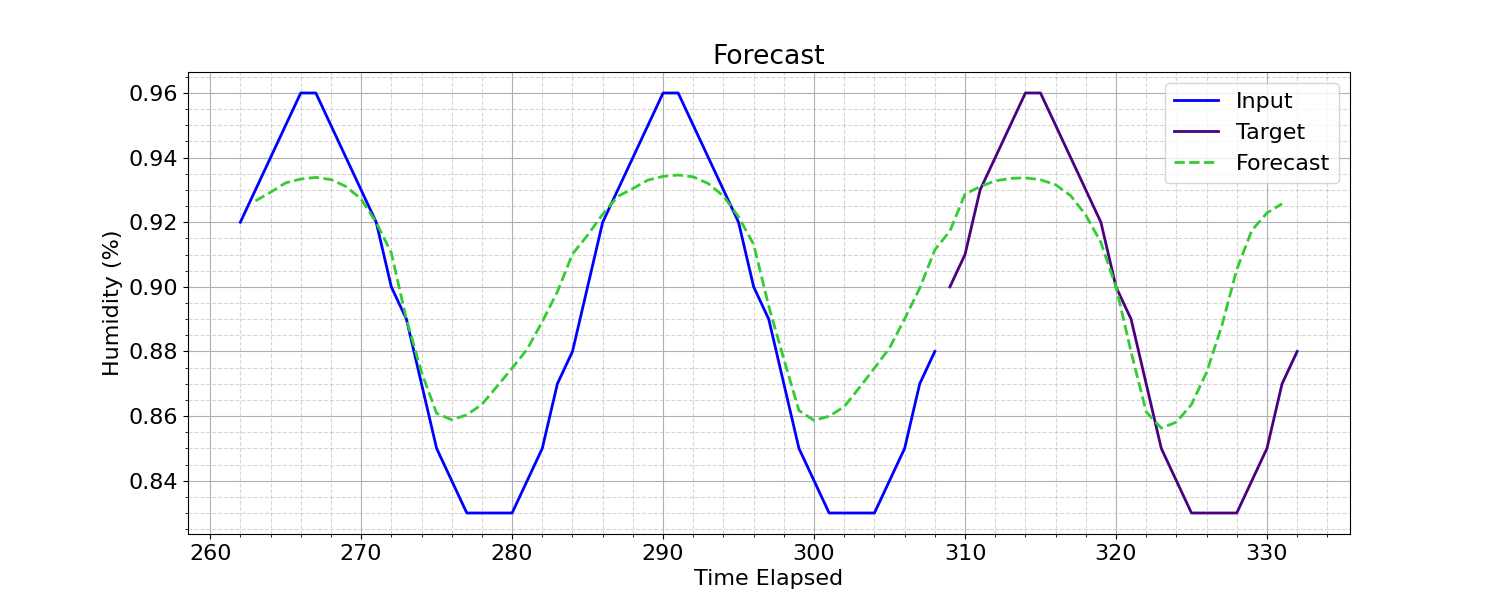 Forecast
Input
Target
Forecast
Humidity (%)
0.96
0.94
0.92
0.90
0.88
0.86
0.84
260 270 280 290 300 310 320 330
Time Elapsed